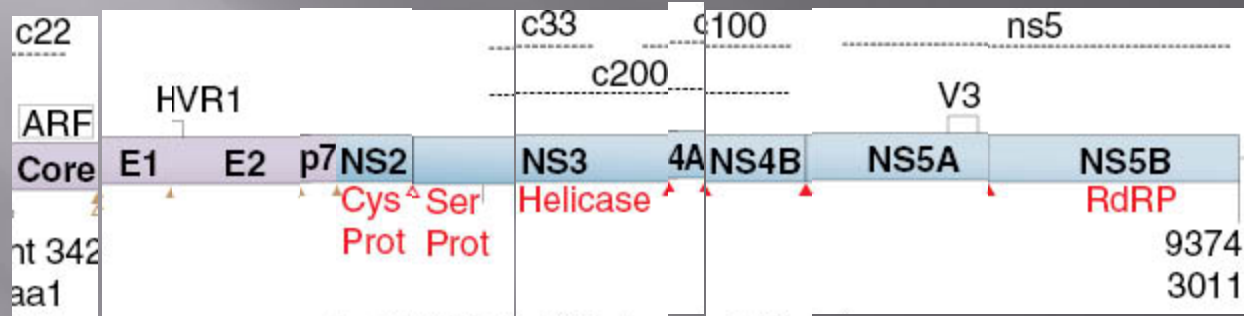 c22 c33 c100 ns5
c200
HVR1 V3
ARF
Core E1 E2 p7 NS2 NS3 4A NS4B NS5A NS5B
Cys Ser Helicase RdRP
Prot Prot
nt 342 9374
aa1 3011